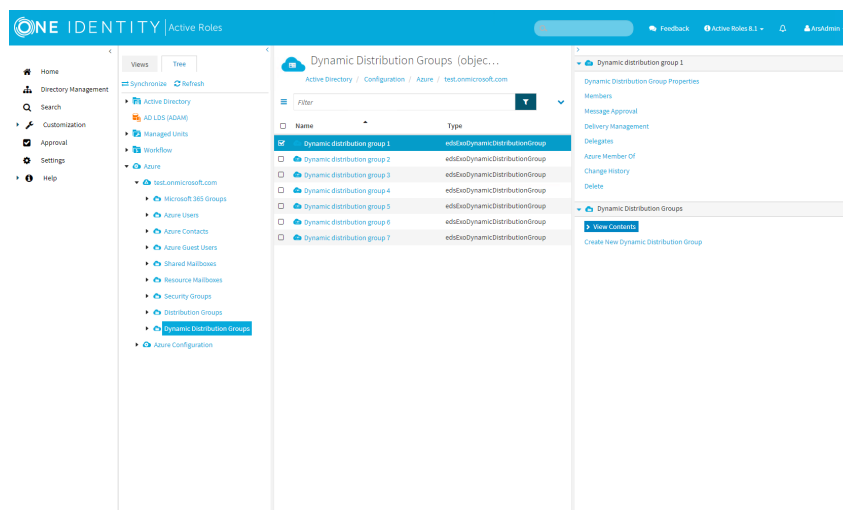 ONE IDENTITY Active Roles
Feedback
Active Roles 8.1
ArsAdmin
Home
Directory Management
Search
Customization
Approval
Settings
Help
Views
Tree
Synchronize
Refresh
Active Directory
AD LDS (ADAM)
Managed Units
Workflow
Azure
test.onmicrosoft.com
Microsoft 365 Groups
Azure Users
Azure Contacts
Azure Guest Users
Shared Mailboxes
Resource Mailboxes
Security Groups
Distribution Groups
Dynamic Distribution Groups
Azure Configuration
Dynamic Distribution Groups (objec...
Active Directory / Configuration / Azure / test.onmicrosoft.com
Filter
Name Type
Dynamic distribution group 1 edsExoDynamicDistributionGroup
Dynamic distribution group 2 edsExoDynamicDistributionGroup
Dynamic distribution group 3 edsExoDynamicDistributionGroup
Dynamic distribution group 4 edsExoDynamicDistributionGroup
Dynamic distribution group 5 edsExoDynamicDistributionGroup
Dynamic distribution group 6 edsExoDynamicDistributionGroup
Dynamic distribution group 7 edsExoDynamicDistributionGroup
Dynamic distribution group 1
Dynamic Distribution Group Properties
Members
Message Approval
Delivery Management
Delegates
Azure Member Of
Change History
Delete
Dynamic Distribution Groups
View Contents
Create New Dynamic Distribution Group